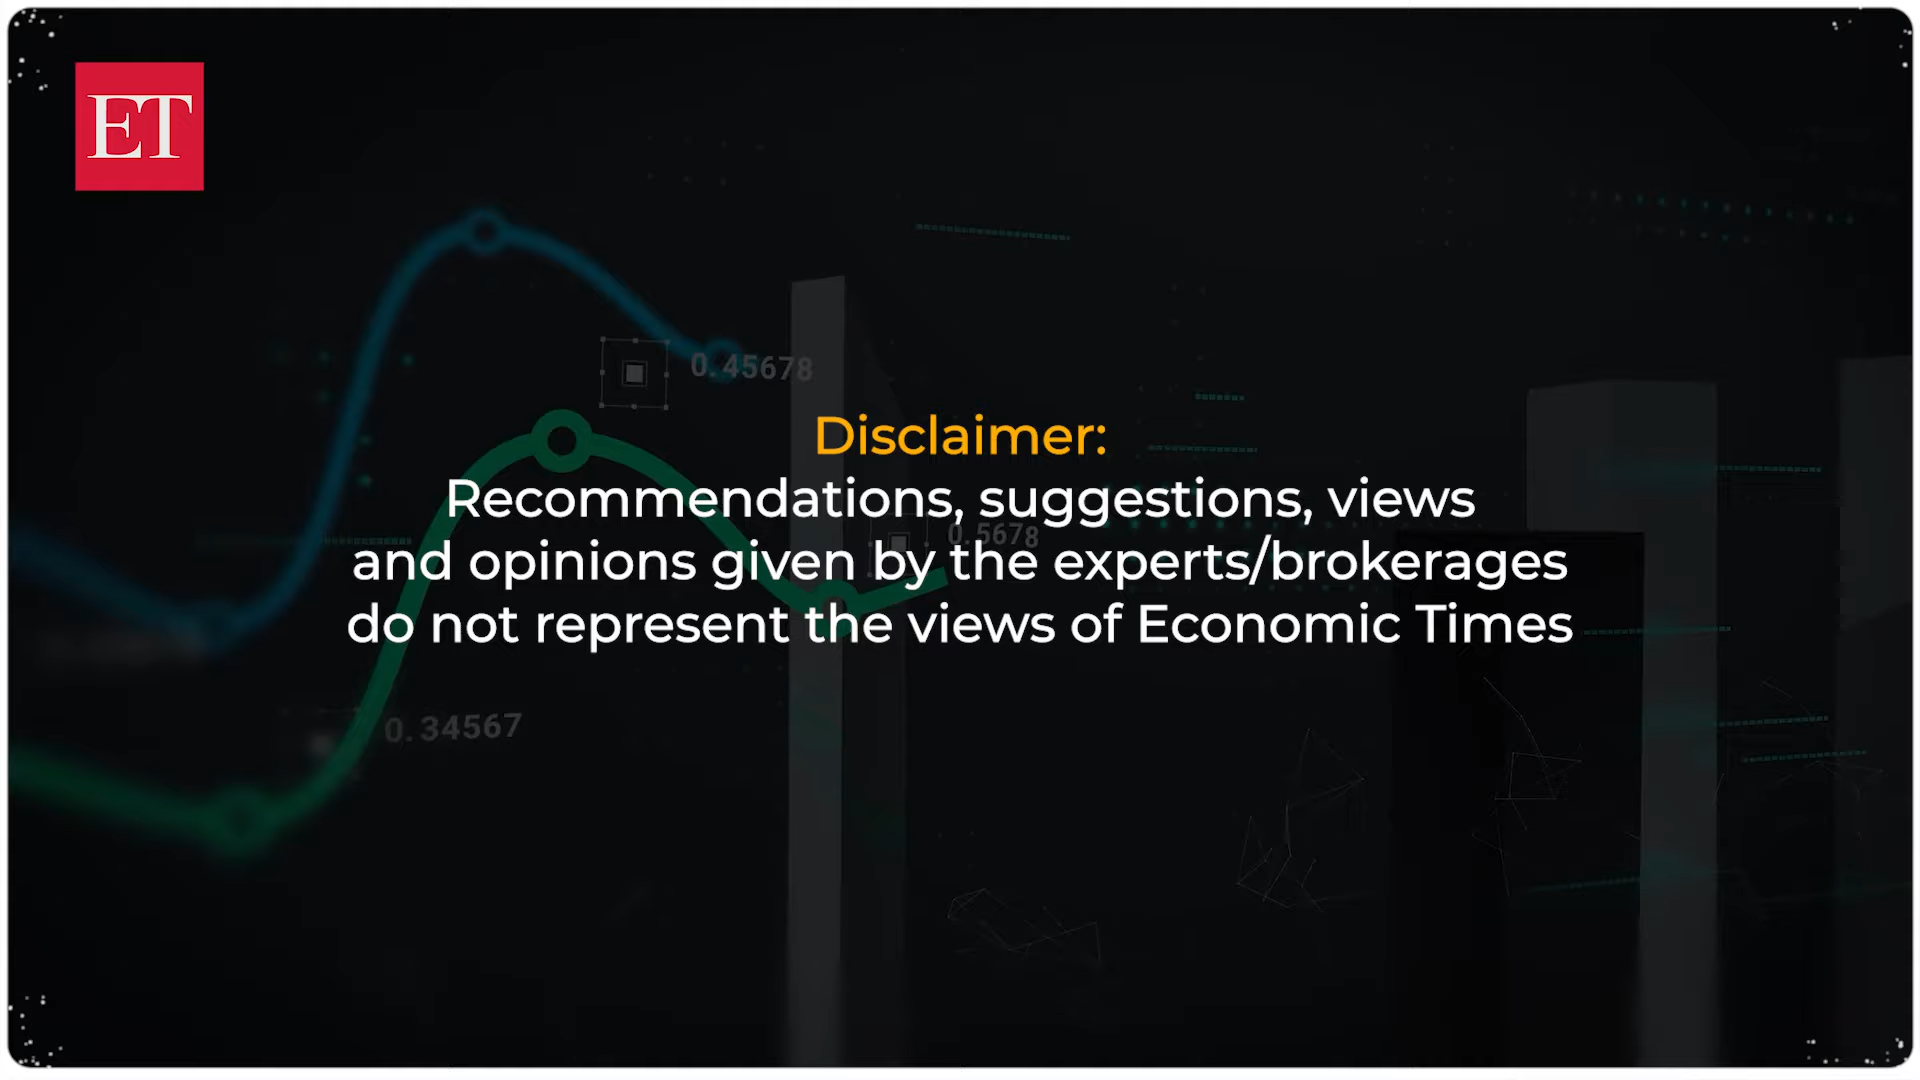 ET
0.45678
Disclaimer:
Recommendations, suggestions, views
0.5678
and opinions given by the experts/brokerages
do not represent the views of Economic Times
0.34567